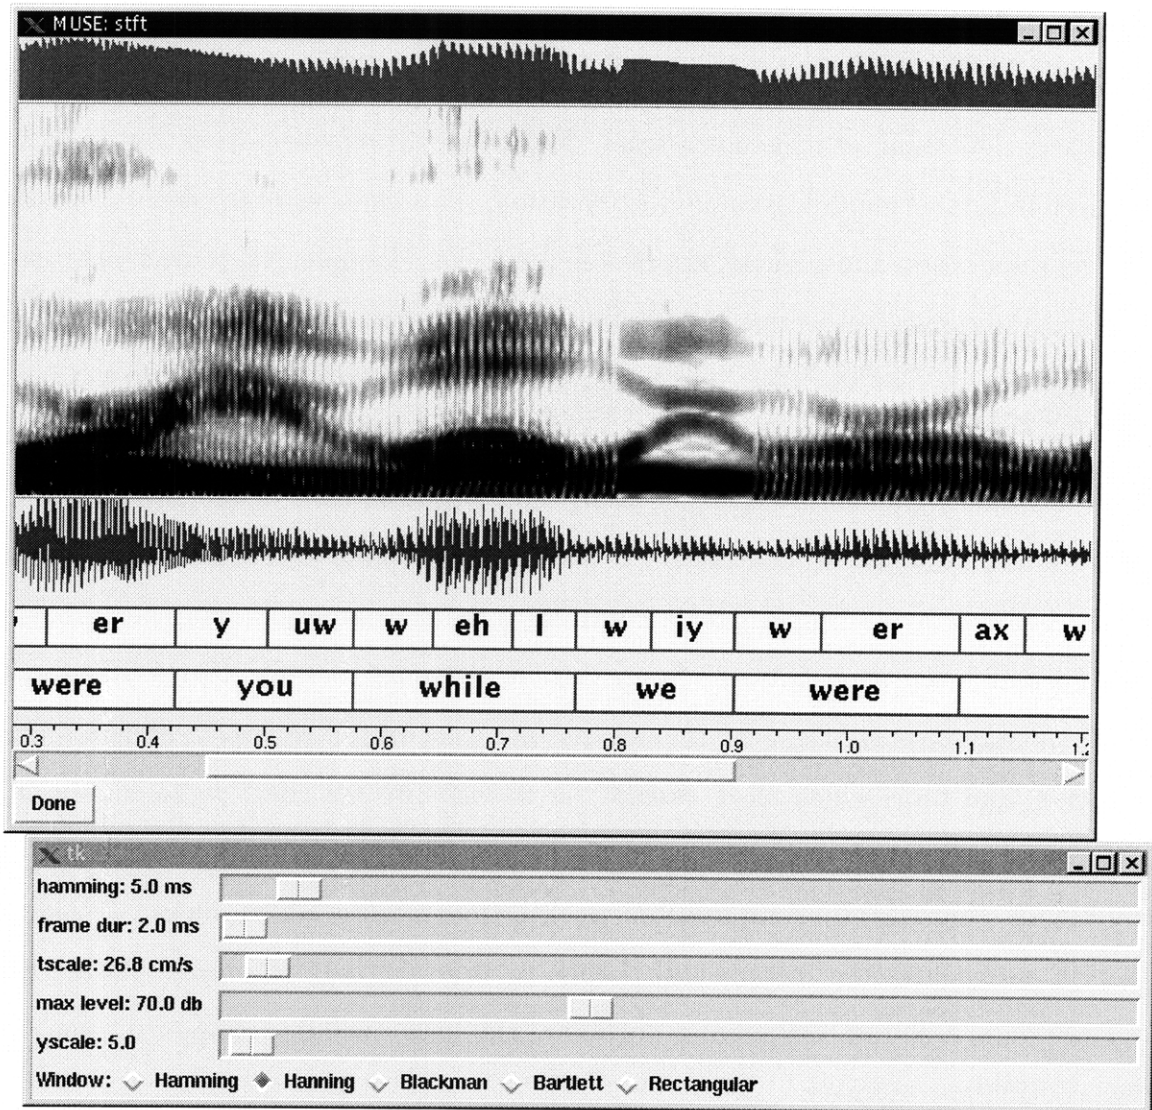 MUSE: stft
er y uw w eh l w iy w er ax w
were you while we were
0.3 0.4 0.5 0.6 0.7 0.8 0.9 1.0 1.1
Done
tk
hamming: 5.0 ms
frame dur: 2.0 ms
tscale: 26.8 cm/s
max level: 70.0 db
yscale: 5.0
Window: Hamming Hanning Blackman Bartlett Rectangular